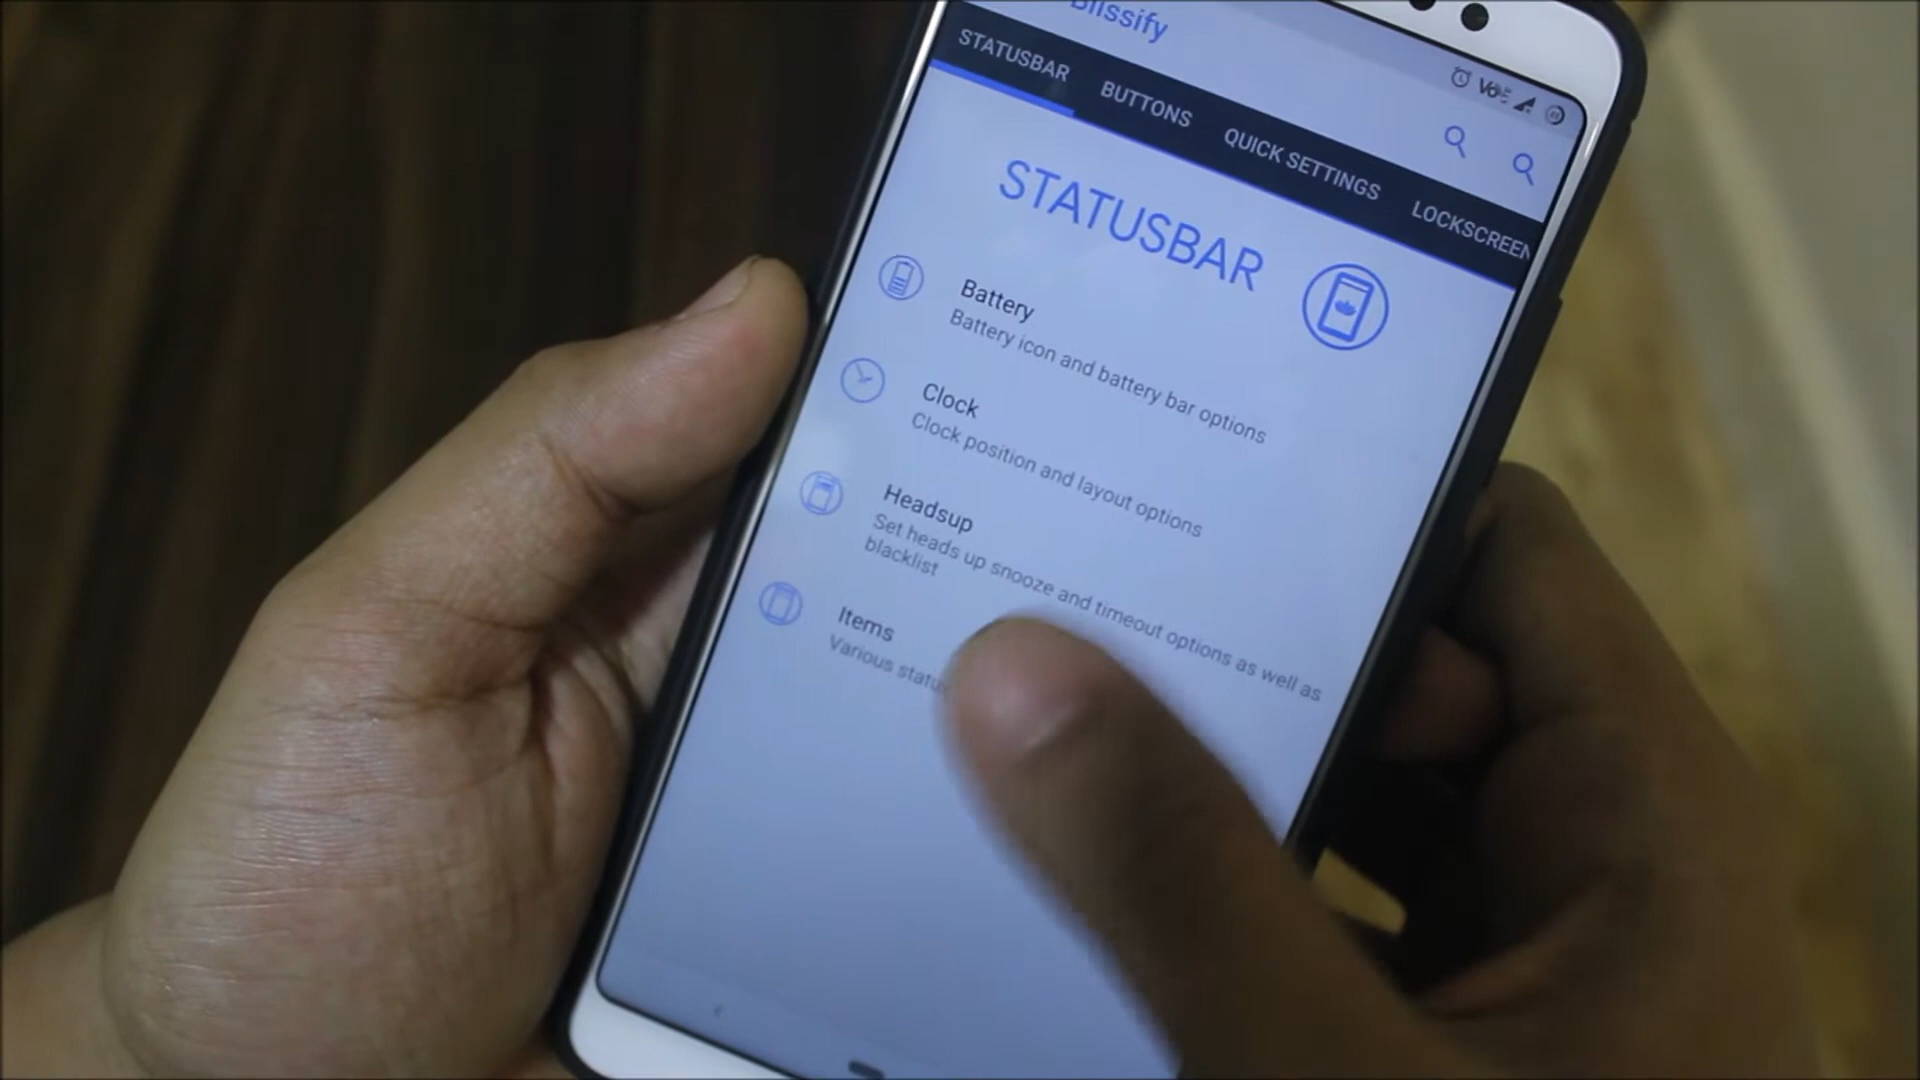 Blissify
STATUSBAR BUTTONS QUICK SETTINGS LOCKSCREEN
STATUSBAR
Battery
Battery icon and battery bar options
Clock
Clock position and layout options
Headsup
Set heads up snooze and timeout options as well as
blacklist
Items
Various